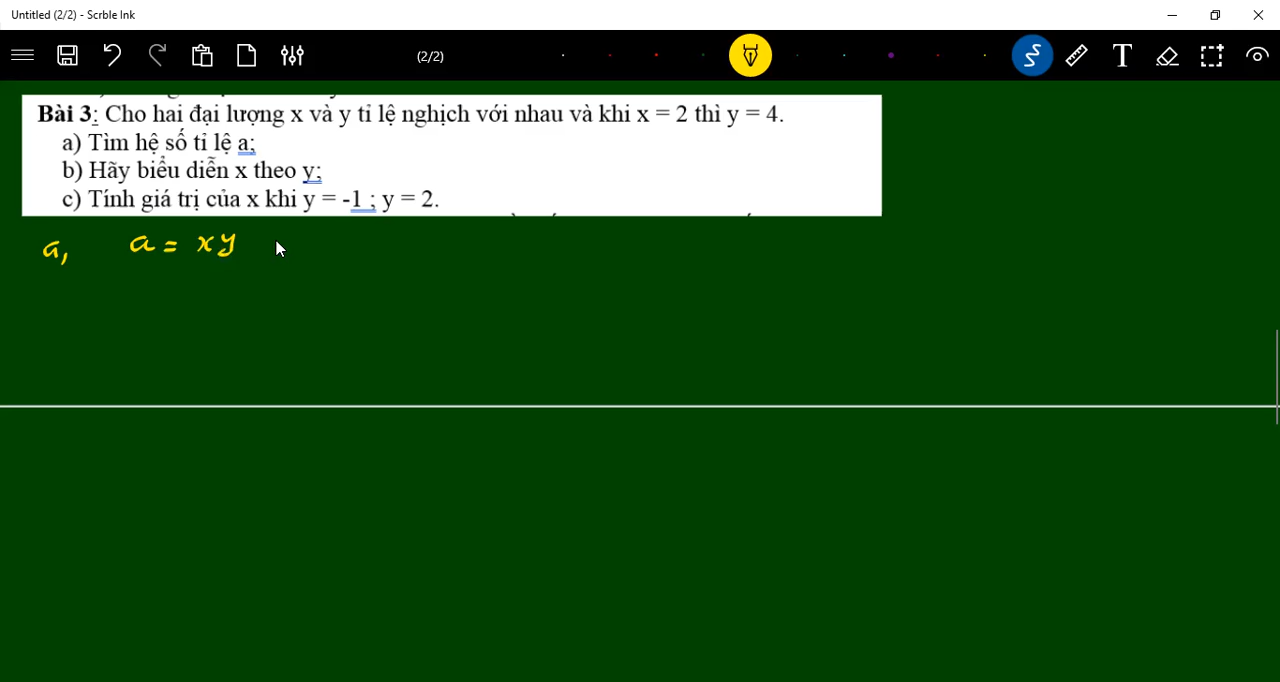 Untitled (2/2) - Scrble Ink
(2/2)
T
Bài 3: Cho hai đại lượng x và y tỉ lệ nghịch với nhau và khi x = 2 thì y = 4.
a) Tìm hệ số tỉ lệ a;
b) Hãy biểu diễn x theo y;
c) Tính giá trị của x khi y = -1 ; y = 2.
a, a = xy